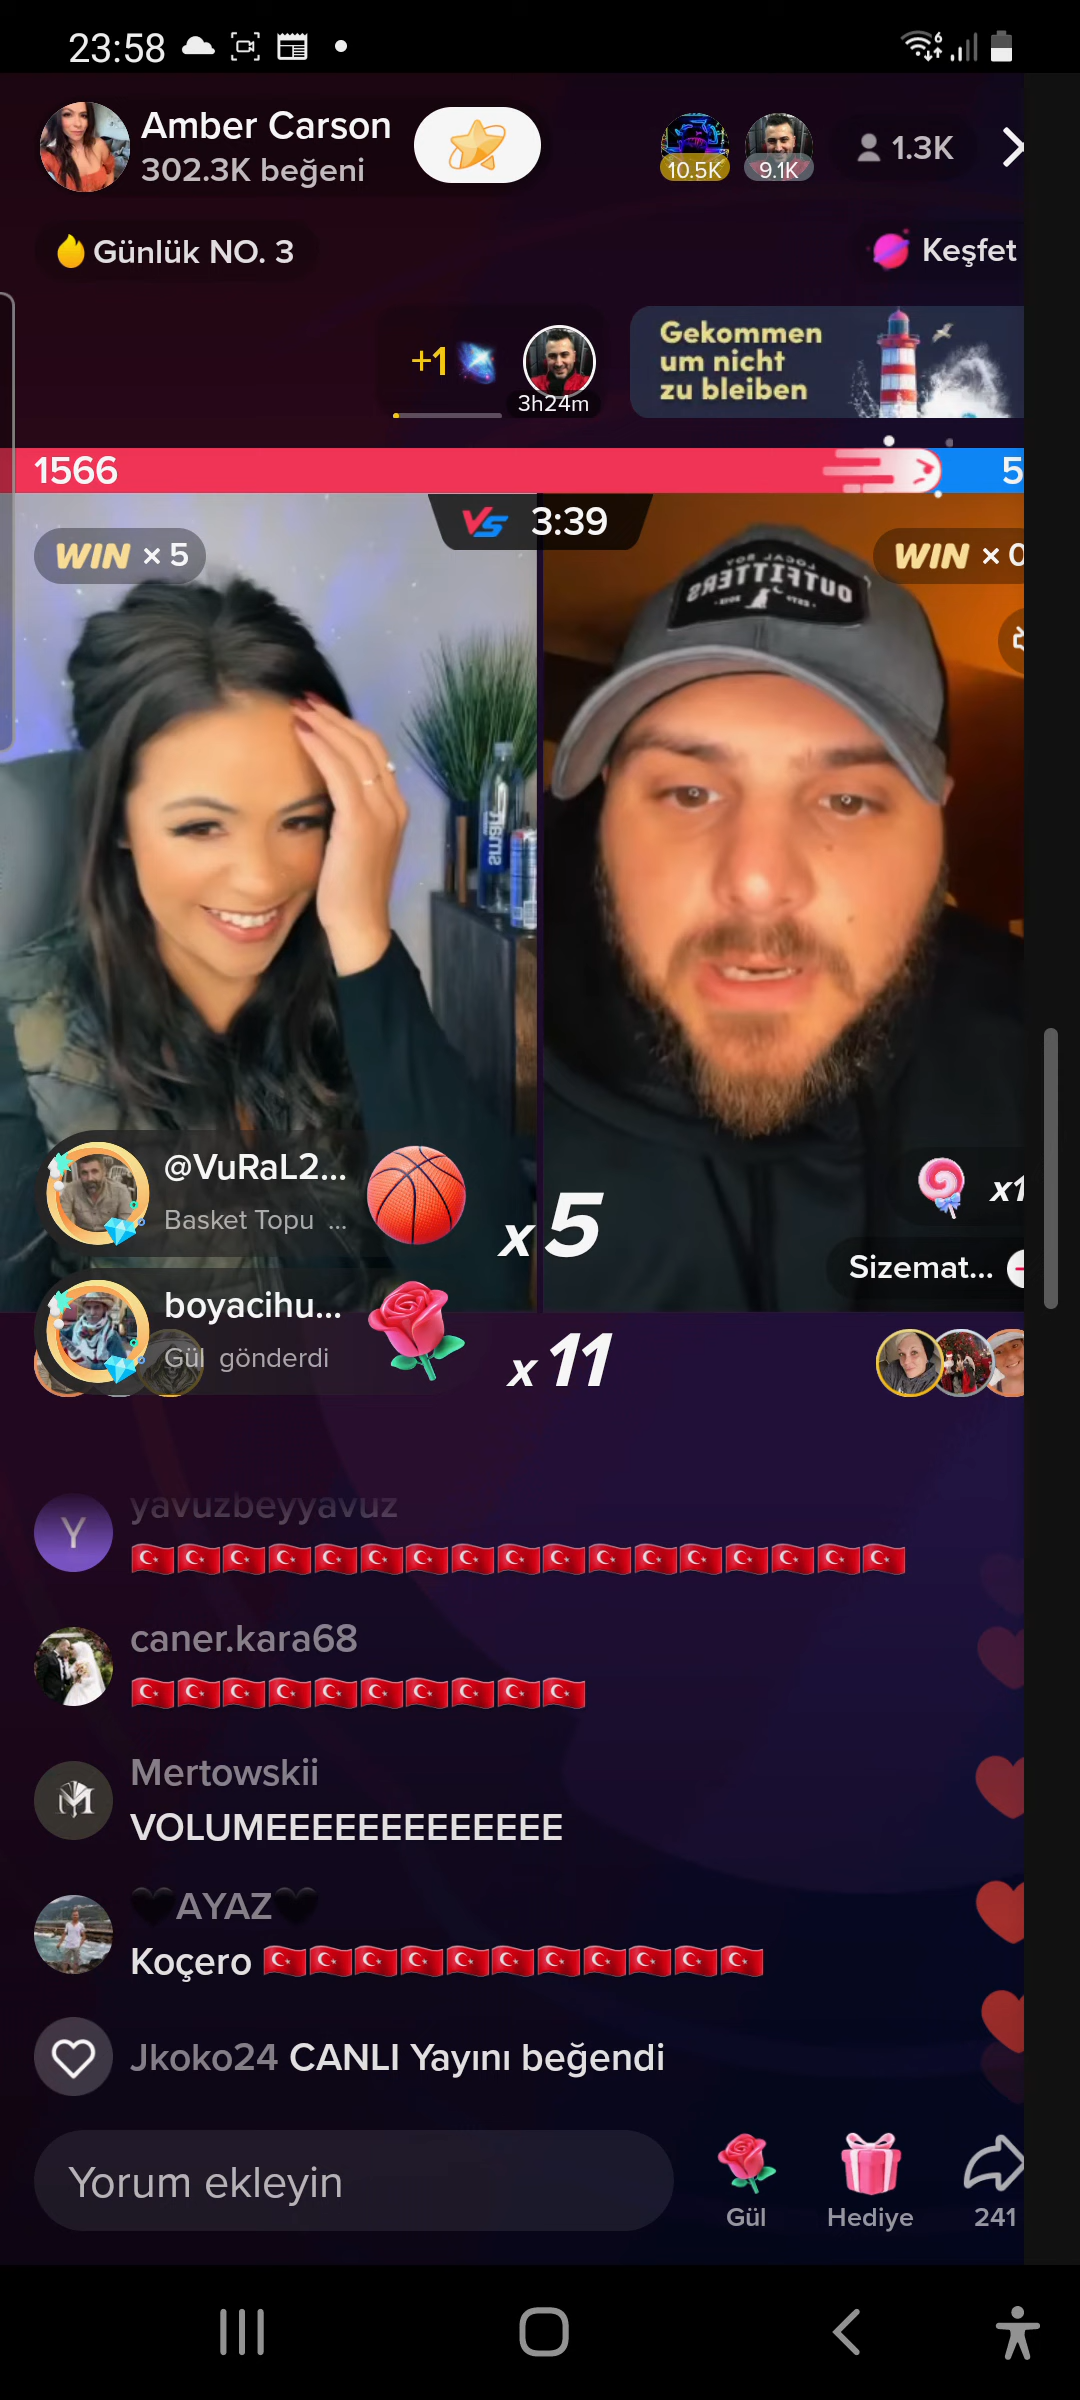 23:58
Amber Carson
302.3K beğeni
10.5K
9.1K
1.3K
Günlük NO. 3
Keşfet
+1
3h24m
Gekommen
um nicht
zu bleiben
1566
5
VS 3:39
WIN × 5
WIN × 0
LOCAL BOY
OUTFITTERS
@VuRaL2...
Basket Topu ...
x5
x1
Sizemat...
boyacihu...
Gül gönderdi
x11
Y
yavuzbeyyavuz
🇹🇷🇹🇷🇹🇷🇹🇷🇹🇷🇹🇷🇹🇷🇹🇷🇹🇷🇹🇷🇹🇷🇹🇷🇹🇷🇹🇷🇹🇷🇹🇷🇹🇷
caner.kara68
🇹🇷🇹🇷🇹🇷🇹🇷🇹🇷🇹🇷🇹🇷🇹🇷🇹🇷🇹🇷
Mertowskii
VOLUMEEEEEEEEEEEEE
🖤AYAZ🖤
Koçero 🇹🇷🇹🇷🇹🇷🇹🇷🇹🇷🇹🇷🇹🇷🇹🇷🇹🇷🇹🇷🇹🇷
Jkoko24 CANLI Yayını beğendi
Yorum ekleyin
Gül
Hediye
241